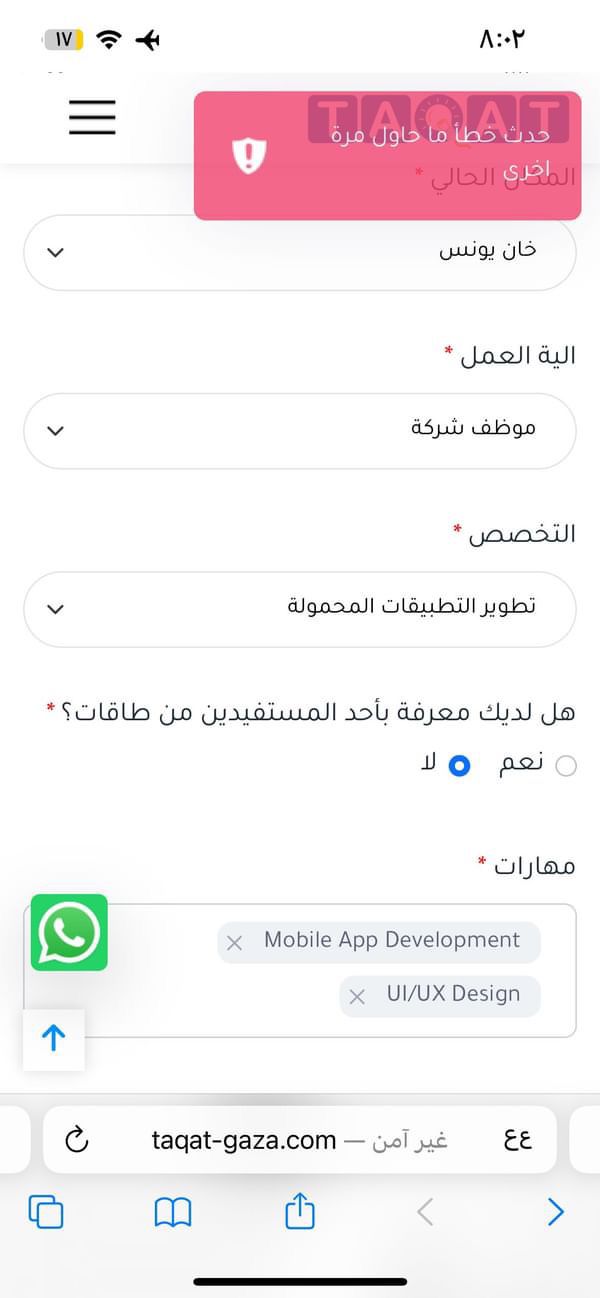 ٨:٠٢
١٧
TAQAT
حدث خطأ ما حاول مرة
اخرى
المكان الحالي *
خان يونس
الية العمل *
موظف شركة
التخصص *
تطوير التطبيقات المحمولة
هل لديك معرفة بأحد المستفيدين من طاقات؟ *
نعم
لا
مهارات *
Mobile App Development
UI/UX Design
taqat-gaza.com — غير آمن
عع